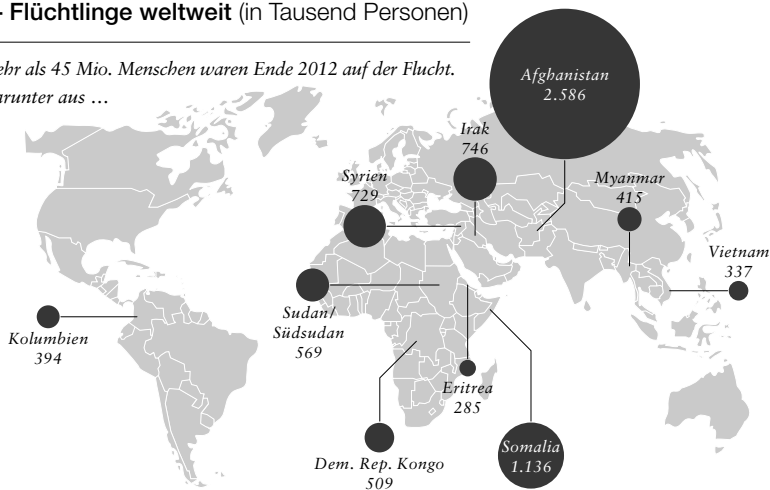 - Flüchtlinge weltweit (in Tausend Personen)
ehr als 45 Mio. Menschen waren Ende 2012 auf der Flucht.
arunter aus …
Afghanistan
2.586
Irak
746
Syrien
729
Myanmar
415
Vietnam
337
Sudan/
Südsudan
569
Kolumbien
394
Eritrea
285
Somalia
1.136
Dem. Rep. Kongo
509